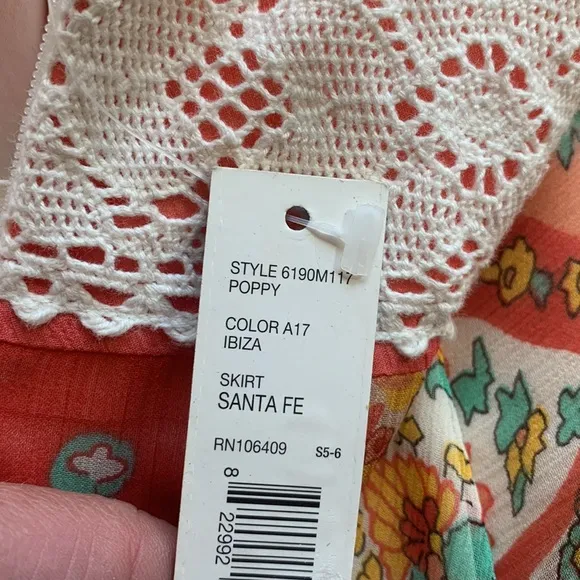 STYLE 6190M117
POPPY
COLOR A17
IBIZA
SKIRT
SANTA FE
RN106409 S5-6
8 22992